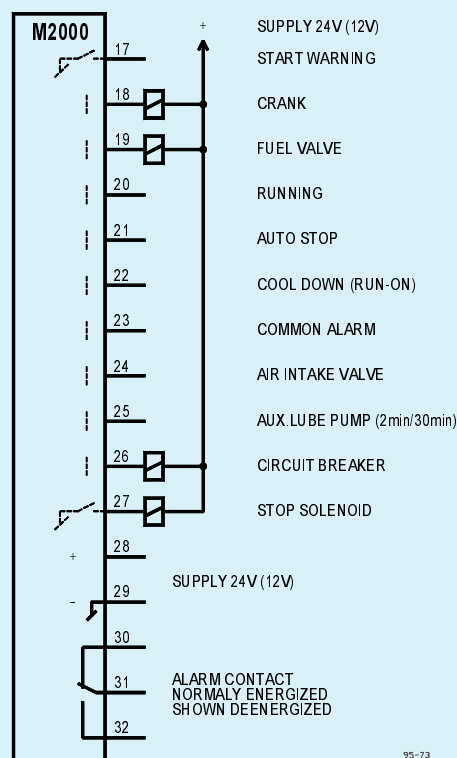 M2000
+ SUPPLY 24V (12V)
17 START WARNING
18 CRANK
19 FUEL VALVE
20 RUNNING
21 AUTO STOP
22 COOL DOWN (RUN-ON)
23 COMMON ALARM
24 AIR INTAKE VALVE
25 AUX.LUBE PUMP (2min/30min)
26 CIRCUIT BREAKER
27 STOP SOLENOID
+ 28
SUPPLY 24V (12V)
- 29
30
31 ALARM CONTACT
NORMALY ENERGIZED
SHOWN DEENERGIZED
32
95-73